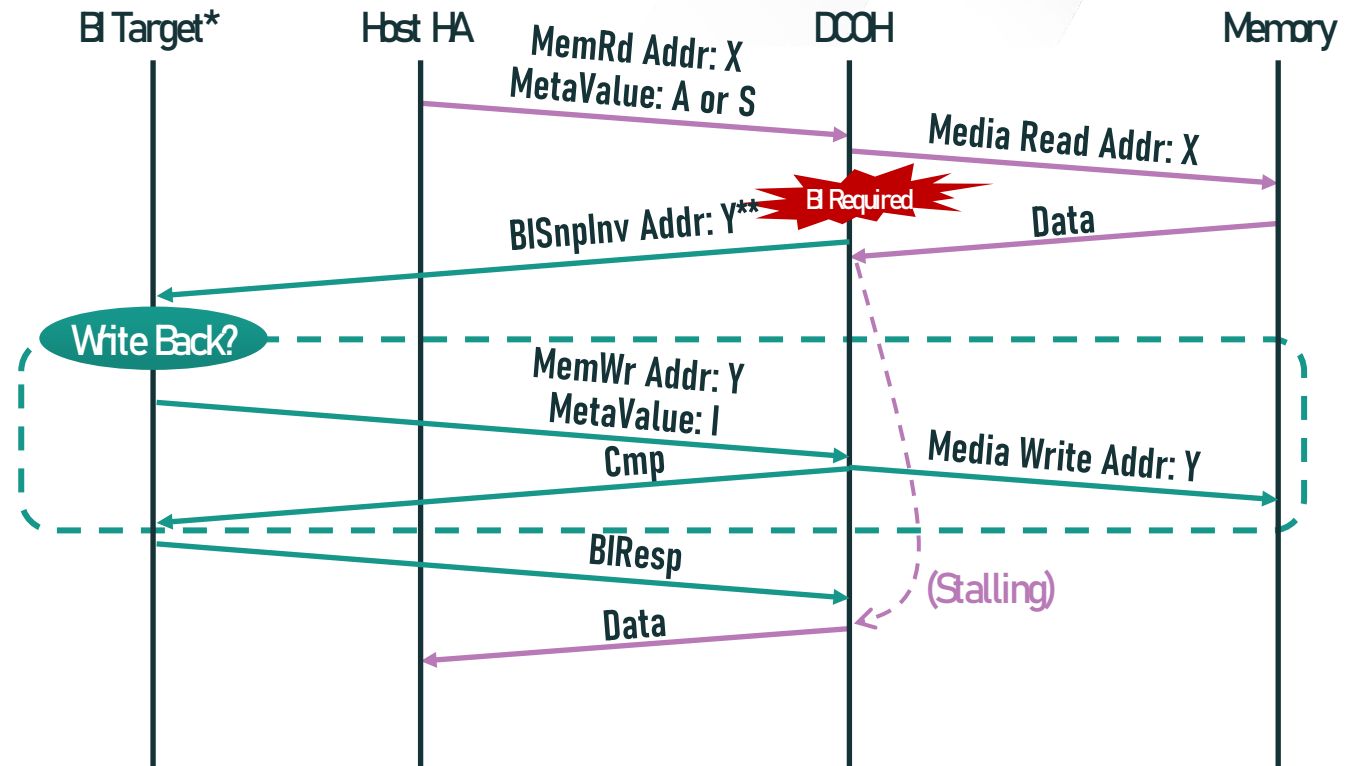 BI Target*
Host HA
DCOH
Memory
MemRd Addr: X
MetaValue: A or S
Media Read Addr: X
BI Required
Data
BISnpInv Addr: Y**
Write Back?
MemWr Addr: Y
MetaValue: I
Cmp
Media Write Addr: Y
BIResp
(Stalling)
Data